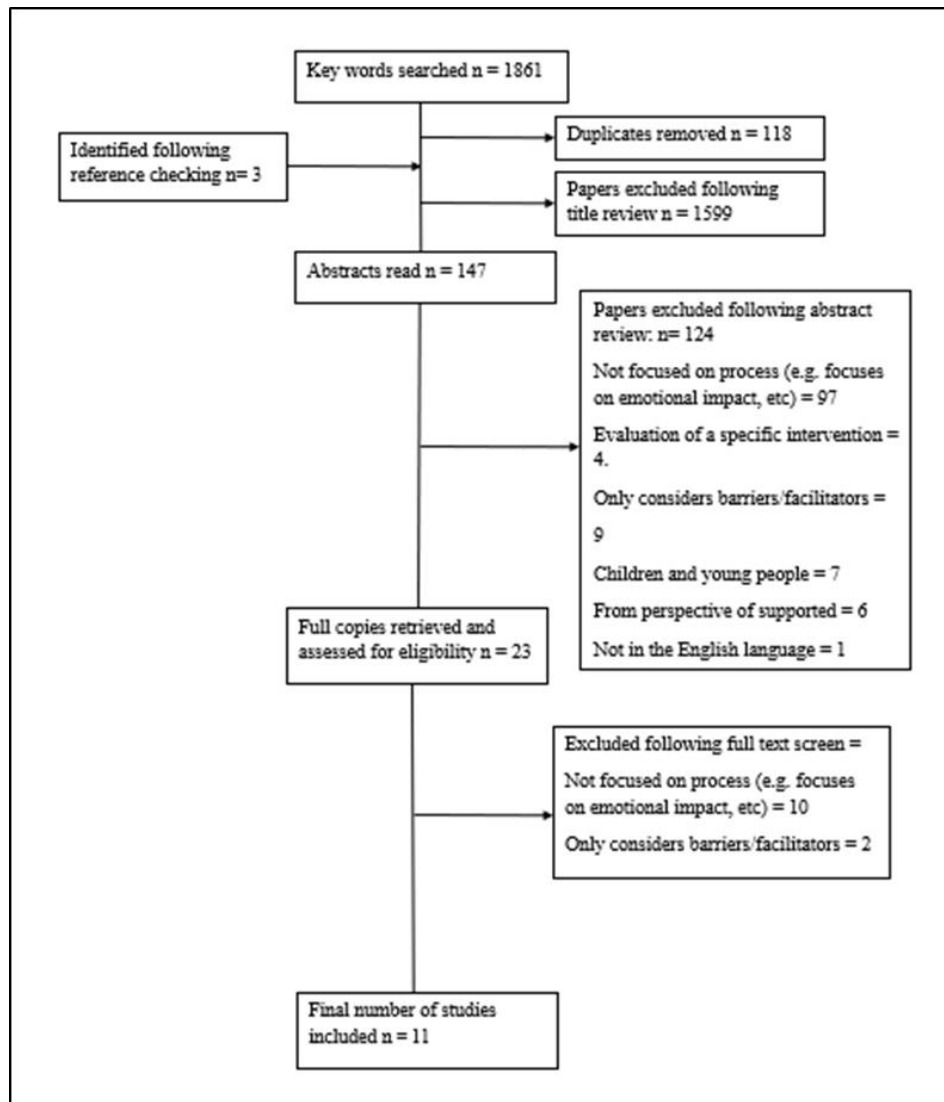 Key words searched n = 1861
Duplicates removed n = 118
Identified following
reference checking n= 3
Papers excluded following
title review n = 1599
Abstracts read n = 147
Papers excluded following abstract
review: n= 124
Not focused on process (e.g. focuses
on emotional impact, etc) = 97
Evaluation of a specific intervention =
4.
Only considers barriers/facilitators =
9
Children and young people = 7
From perspective of supported = 6
Not in the English language = 1
Full copies retrieved and
assessed for eligibility n = 23
Excluded following full text screen =
Not focused on process (e.g. focuses
on emotional impact, etc) = 10
Only considers barriers/facilitators = 2
Final number of studies
included n = 11